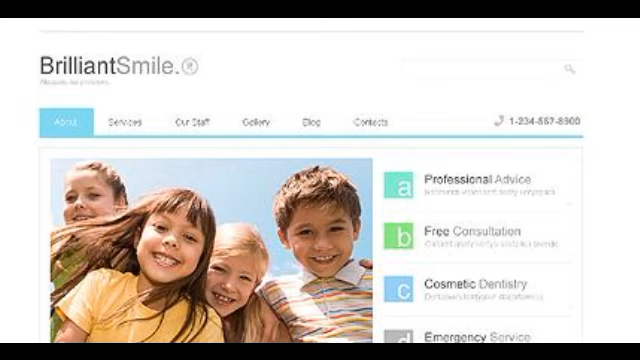 BrilliantSmile.
About
Services
Our Staff
Gallery
Blog
Contacts
1-234-567-8900
a
Professional Advice
b
Free Consultation
c
Cosmetic Dentistry
d
Emergency Service